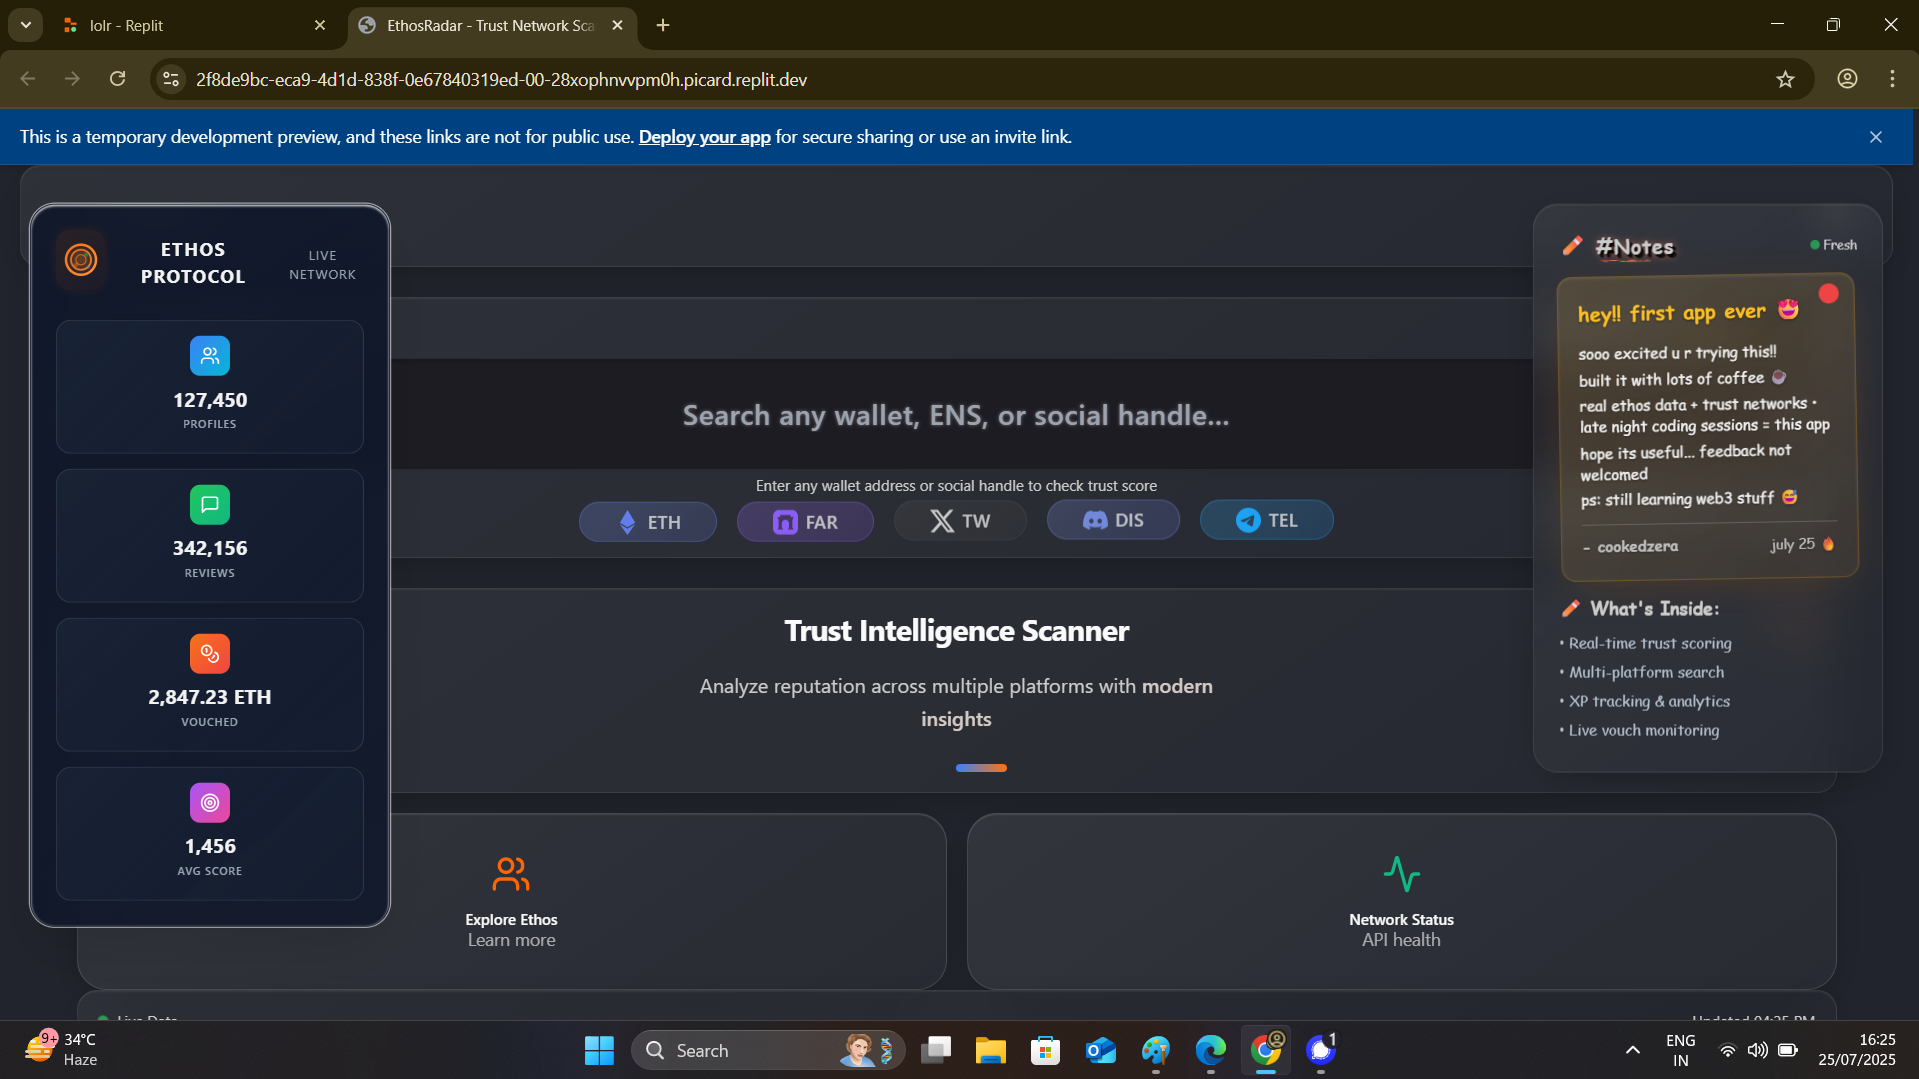 lolr - Replit
EthosRadar - Trust Network Sca
2f8de9bc-eca9-4d1d-838f-0e67840319ed-00-28xophnvvpm0h.picard.replit.dev
This is a temporary development preview, and these links are not for public use. Deploy your app for secure sharing or use an invite link.
ETHOS
PROTOCOL
LIVE
NETWORK
127,450
PROFILES
342,156
REVIEWS
2,847.23 ETH
VOUCHED
1,456
AVG SCORE
Search any wallet, ENS, or social handle...
Enter any wallet address or social handle to check trust score
ETH
FAR
TW
DIS
TEL
Trust Intelligence Scanner
Analyze reputation across multiple platforms with modern
insights
Explore Ethos
Learn more
Network Status
API health
Live Data
Updated 04:25 PM
#Notes
Fresh
hey!! first app ever 🤩
sooo excited u r trying this!!
built it with lots of coffee ☕
real ethos data + trust networks •
late night coding sessions = this app
hope its useful... feedback not
welcomed
ps: still learning web3 stuff 😅
- cookedzera
july 25 🔥
What's Inside:
• Real-time trust scoring
• Multi-platform search
• XP tracking & analytics
• Live vouch monitoring
9+
34°C
Haze
Search
1
ENG
IN
16:25
25/07/2025